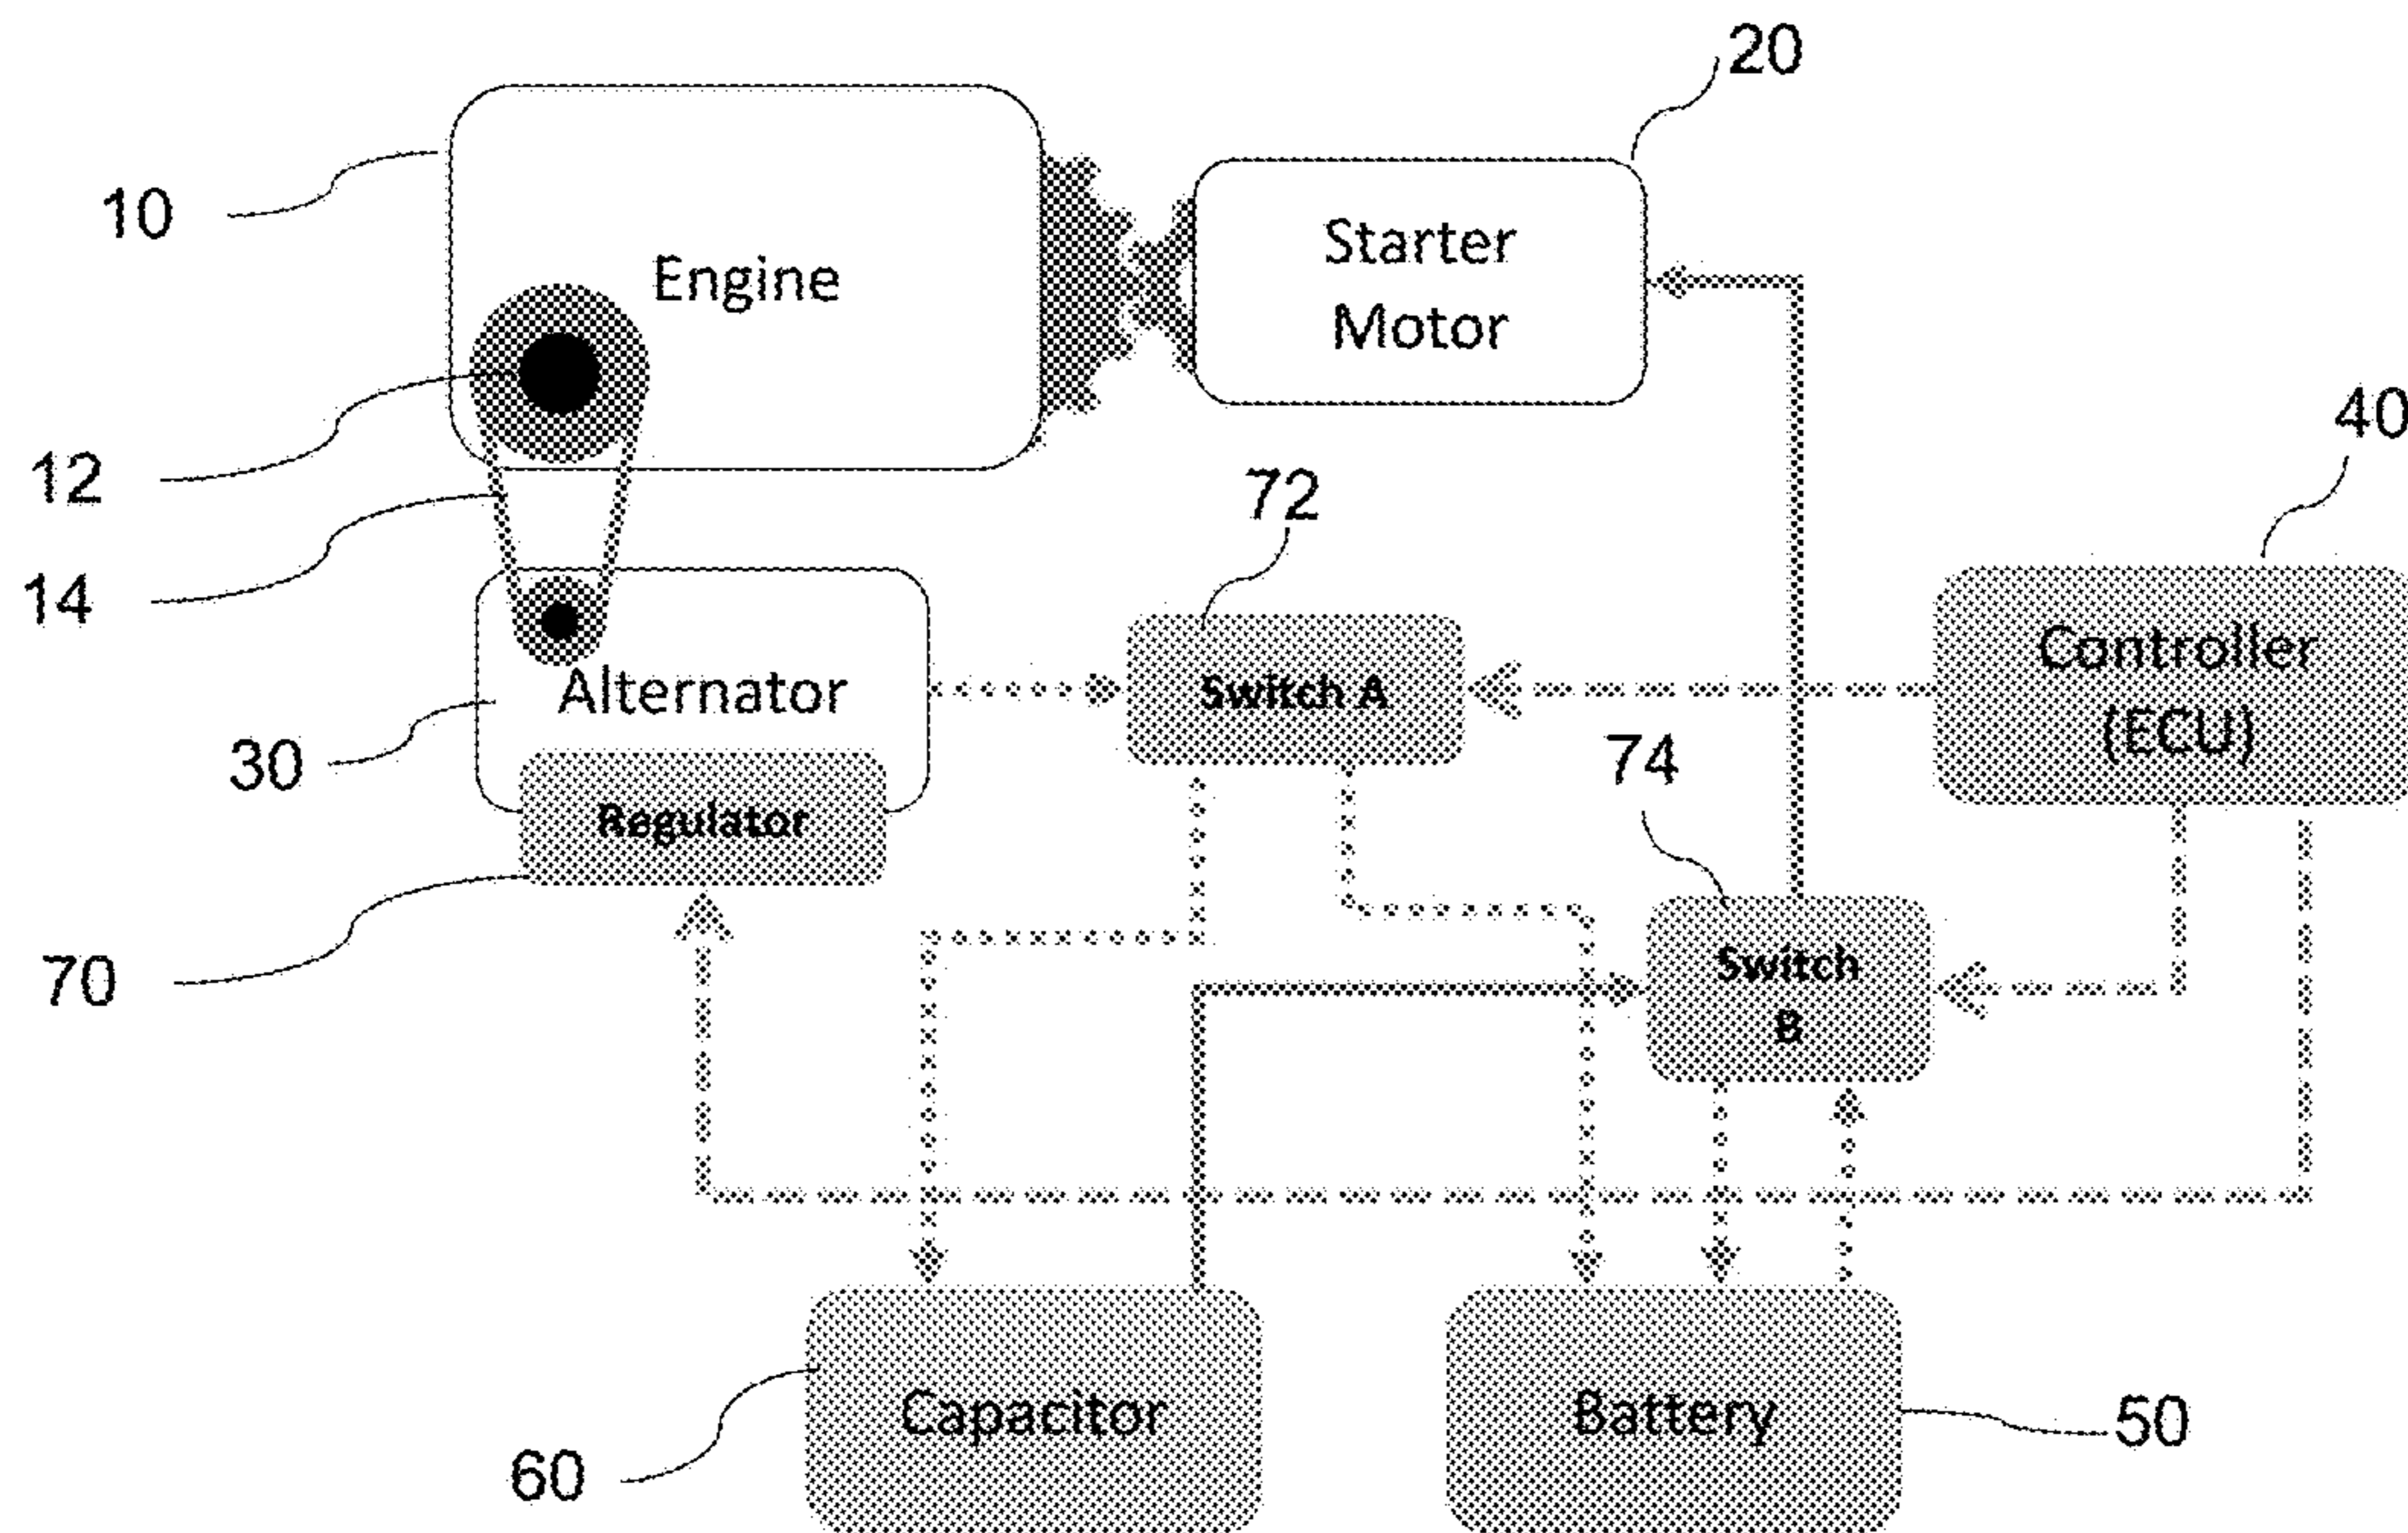 20
10
Engine
Starter
Motor
12
14
72
40
Alternator
30
Switch A
Controller
(ECU)
74
Regulator
70
Switch
B
Capacitor
60
Battery
50